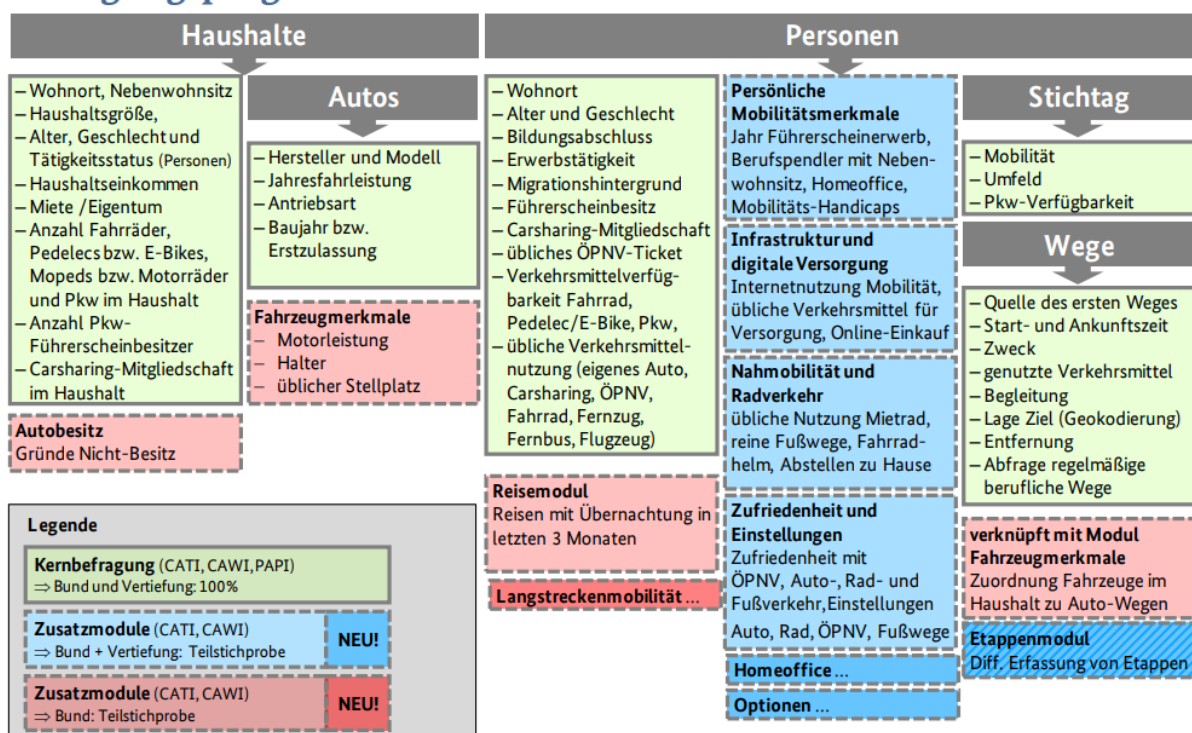 Haushalte
– Wohnort, Nebenwohnsitz
– Haushaltsgröße,
– Alter, Geschlecht und
Tätigkeitsstatus (Personen)
– Haushaltseinkommen
– Miete / Eigentum
– Anzahl Fahrräder,
Pedelecs bzw. E-Bikes,
Mopeds bzw. Motorräder
und Pkw im Haushalt
– Anzahl Pkw-
Führerscheinbesitzer
– Carsharing-Mitgliedschaft
im Haushalt
Autobesitz
Gründe Nicht-Besitz
Autos
– Hersteller und Modell
– Jahresfahrleistung
– Antriebsart
– Baujahr bzw.
Erstzulassung
Fahrzeugmerkmale
– Motorleistung
– Halter
– üblicher Stellplatz
Personen
– Wohnort
– Alter und Geschlecht
– Bildungsabschluss
– Erwerbstätigkeit
– Migrationshintergrund
– Führerscheinbesitz
– Carsharing-Mitgliedschaft
– übliches ÖPNV-Ticket
– Verkehrsmittelverfüg-
barkeit Fahrrad,
Pedelec/E-Bike, Pkw,
– übliche Verkehrsmittel-
nutzung (eigenes Auto,
Carsharing, ÖPNV,
Fahrrad, Fernzug,
Fernbus, Flugzeug)
Reisemodul
Reisen mit Übernachtung in
letzten 3 Monaten
Langstreckenmobilität ...
Persönliche
Mobilitätsmerkmale
Jahr Führerscheinerwerb,
Berufspendler mit Neben-
wohnsitz, Homeoffice,
Mobilitäts-Handicaps
Infrastruktur und
digitale Versorgung
Internetnutzung Mobilität,
übliche Verkehrsmittel für
Versorgung, Online-Einkauf
Nahmobilität und
Radverkehr
übliche Nutzung Mietrad,
reine Fußwege, Fahrrad-
helm, Abstellen zu Hause
Zufriedenheit und
Einstellungen
Zufriedenheit mit
ÖPNV, Auto-, Rad- und
Fußverkehr, Einstellungen
Auto, Rad, ÖPNV, Fußwege
Homeoffice ...
Optionen ...
Stichtag
– Mobilität
– Umfeld
– Pkw-Verfügbarkeit
Wege
– Quelle des ersten Weges
– Start- und Ankunftszeit
– Zweck
– genutzte Verkehrsmittel
– Begleitung
– Lage Ziel (Geokodierung)
– Entfernung
– Abfrage regelmäßige
berufliche Wege
verknüpft mit Modul
Fahrzeugmerkmale
Zuordnung Fahrzeuge im
Haushalt zu Auto-Wegen
Etappenmodul
Diff. Erfassung von Etappen
Legende
Kernbefragung (CATI, CAWI,PAPI)
⇒ Bund und Vertiefung: 100%
Zusatzmodule (CATI, CAWI)
⇒ Bund + Vertiefung: Teilstichprobe
NEU!
Zusatzmodule (CATI, CAWI)
⇒ Bund: Teilstichprobe
NEU!